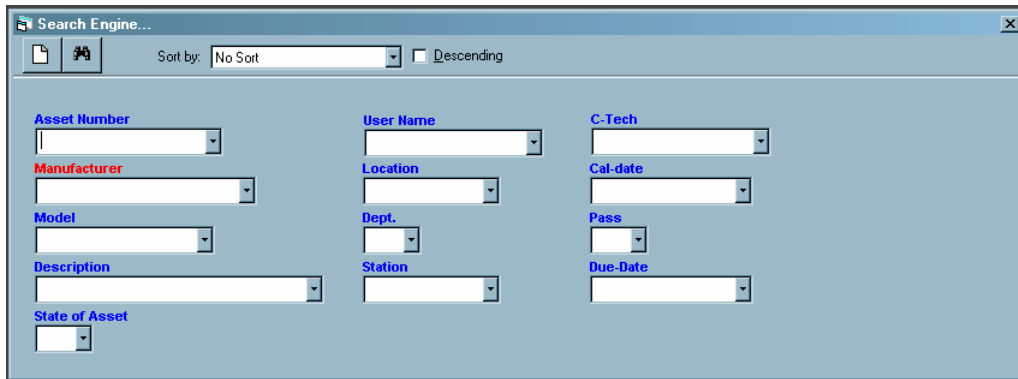 Search Engine...
Sort by: No Sort Descending
Asset Number User Name C-Tech
Manufacturer Location Cal-date
Model Dept. Pass
Description Station Due-Date
State of Asset